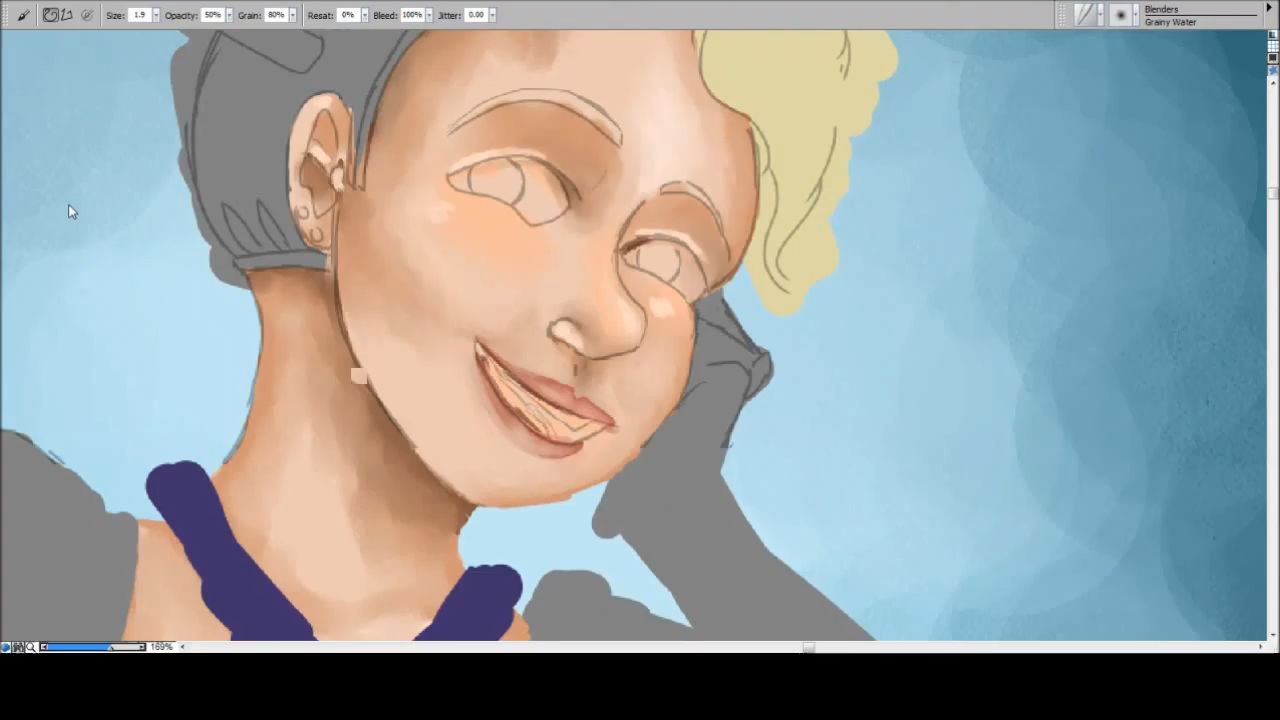 Size: 1.9 Opacity: 50% Grain: 80% Resat: 0% Bleed: 100% Jitter: 0.00
Blenders
Grainy Water
169%